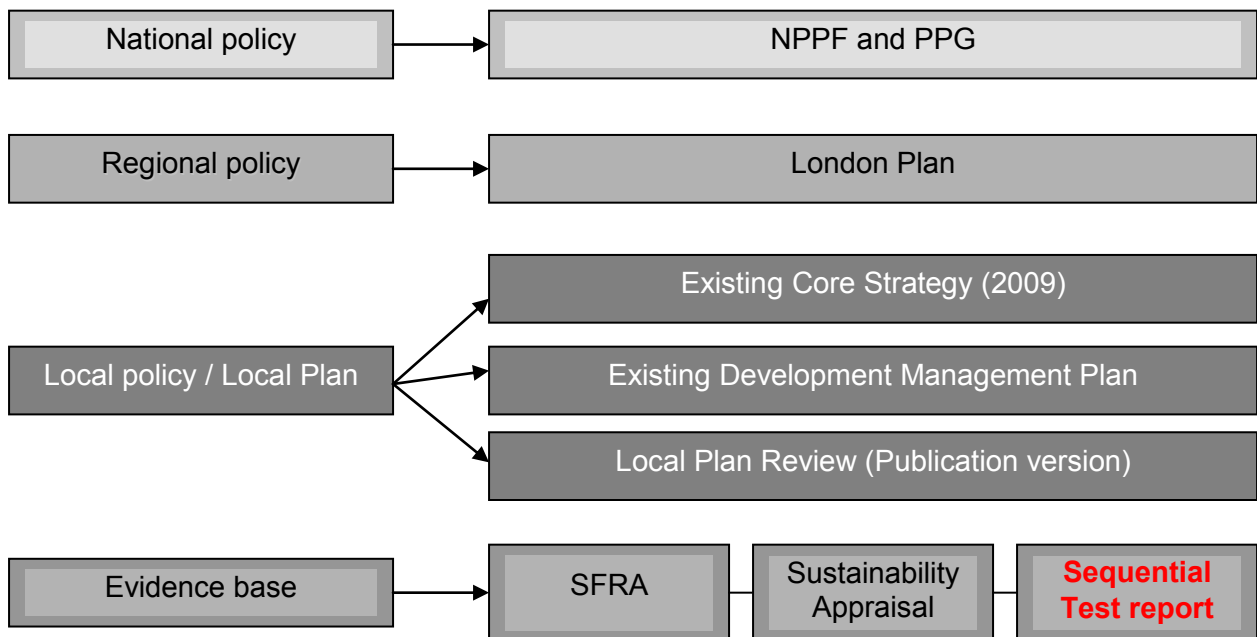 National policy
NPPF and PPG
Regional policy
London Plan
Existing Core Strategy (2009)
Local policy / Local Plan
Existing Development Management Plan
Local Plan Review (Publication version)
Evidence base
SFRA
Sustainability
Appraisal
Sequential
Test report